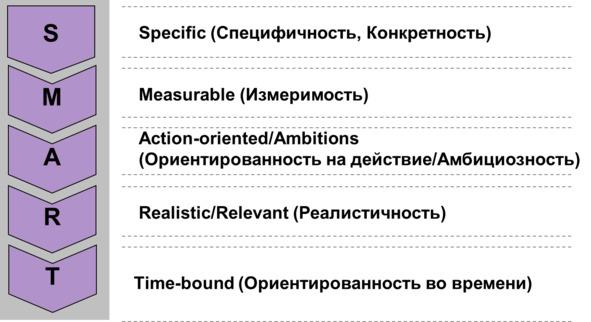 S
Specific (Специфичность, Конкретность)
M
Measurable (Измеримость)
A
Action-oriented/Ambitions
(Ориентированность на действие/Амбициозность)
R
Realistic/Relevant (Реалистичность)
T
Time-bound (Ориентированность во времени)